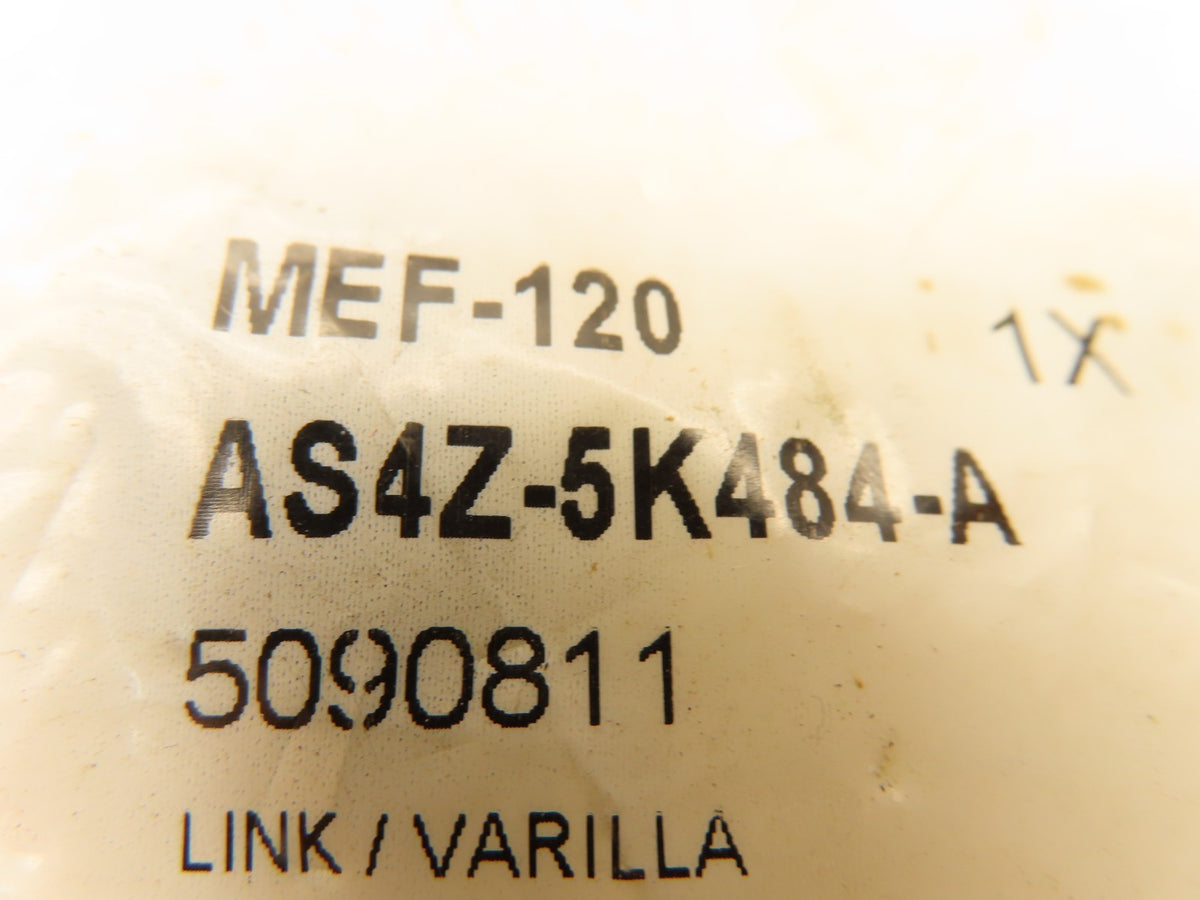 MEF-120 1X
AS4Z-5K484-A
5090811
LINK / VARILLA